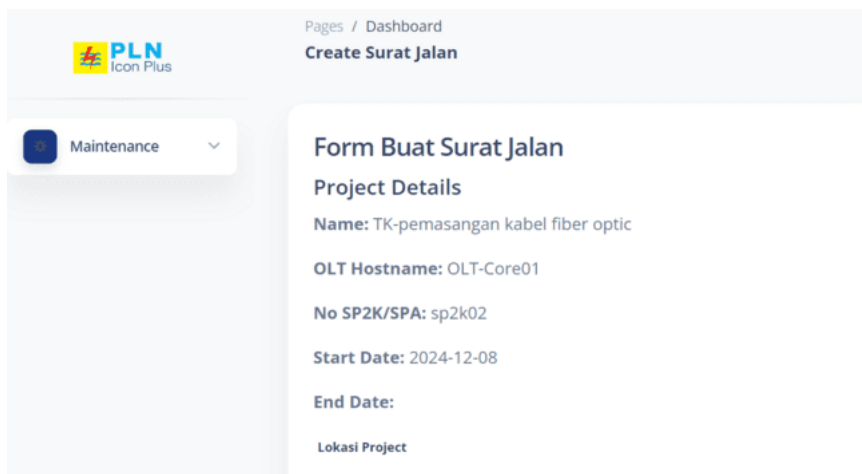 PLN
Icon Plus
Pages / Dashboard
Create Surat Jalan
Maintenance
Form Buat Surat Jalan
Project Details
Name: TK-pemasangan kabel fiber optic
OLT Hostname: OLT-Core01
No SP2K/SPA: sp2k02
Start Date: 2024-12-08
End Date:
Lokasi Project